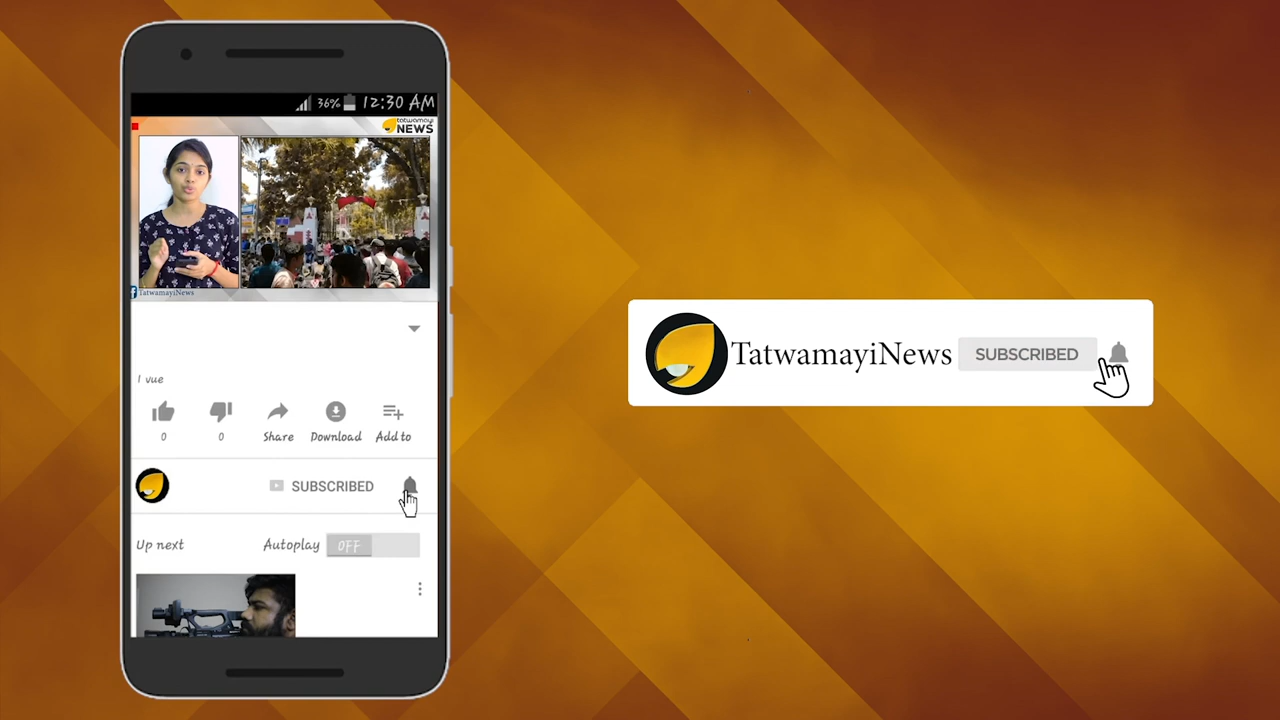 36% 12:30 AM
tatwamayi
NEWS
f TatwamayiNews
1 vue
0 0 Share Download Add to
SUBSCRIBED
Up next Autoplay OFF
TatwamayiNews SUBSCRIBED